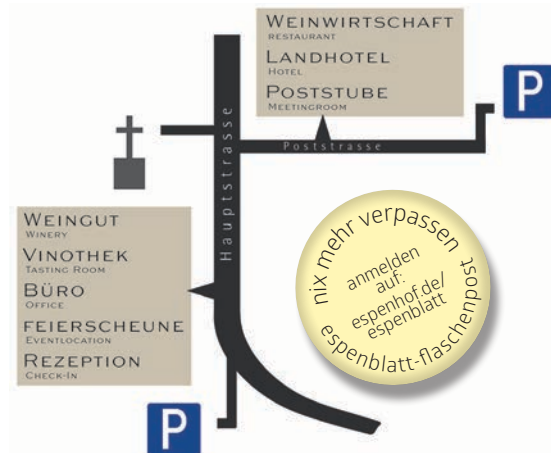 WEINWIRTSCHAFT
RESTAURANT
LANDHOTEL
HOTEL
POSTSTUBE
MEETINGROOM
P
Poststrasse
Hauptstrasse
WEINGUT
WINERY
VINOTHEK
TASTING ROOM
BÜRO
OFFICE
FEIERSCHEUNE
EVENTLOCATION
REZEPTION
CHECK-IN
nix mehr verpassen
anmelden
auf:
espenhof.de/
espenblatt
espenblatt-flaschenpost
P